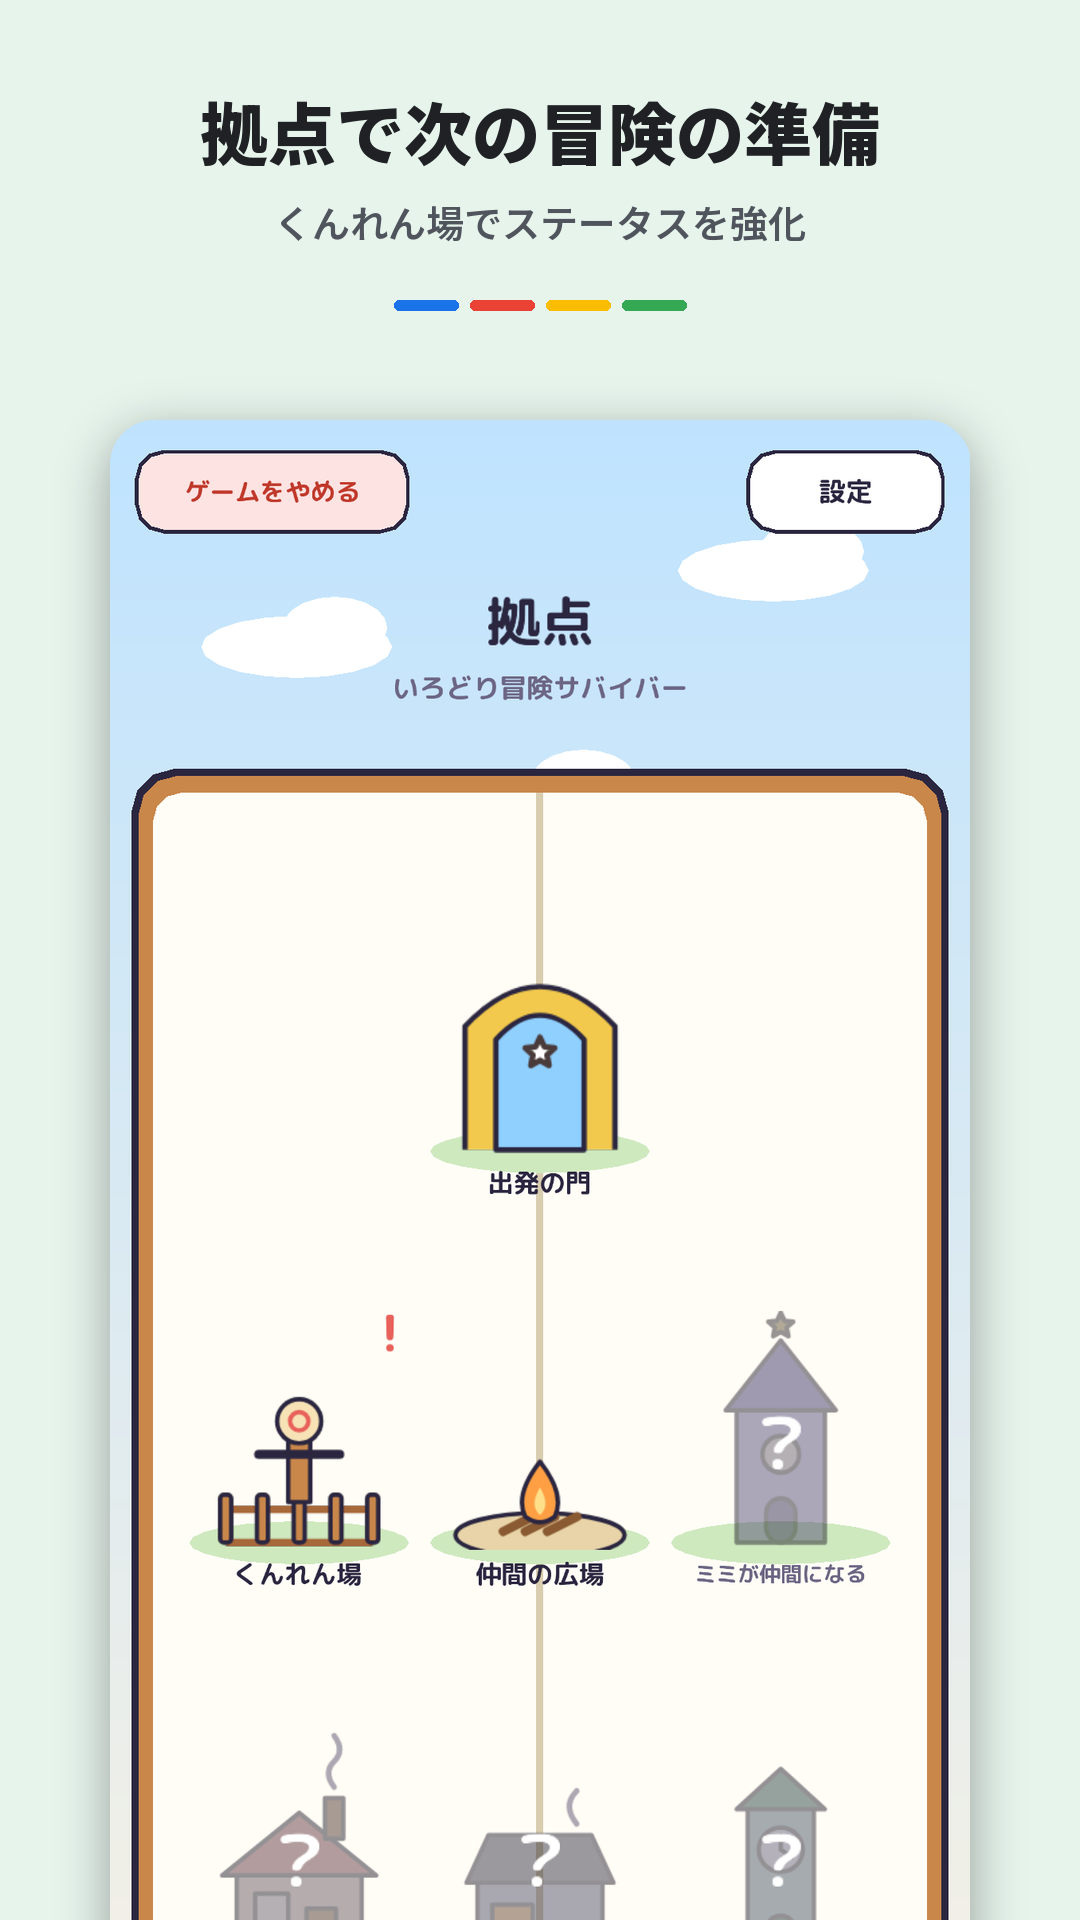 拠点で次の冒険の準備
くんれん場でステータスを強化
ゲームをやめる
設定
拠点
いろどり冒険サバイバー
出発の門
!
?
くんれん場
仲間の広場
ミミが仲間になる
?
?
?